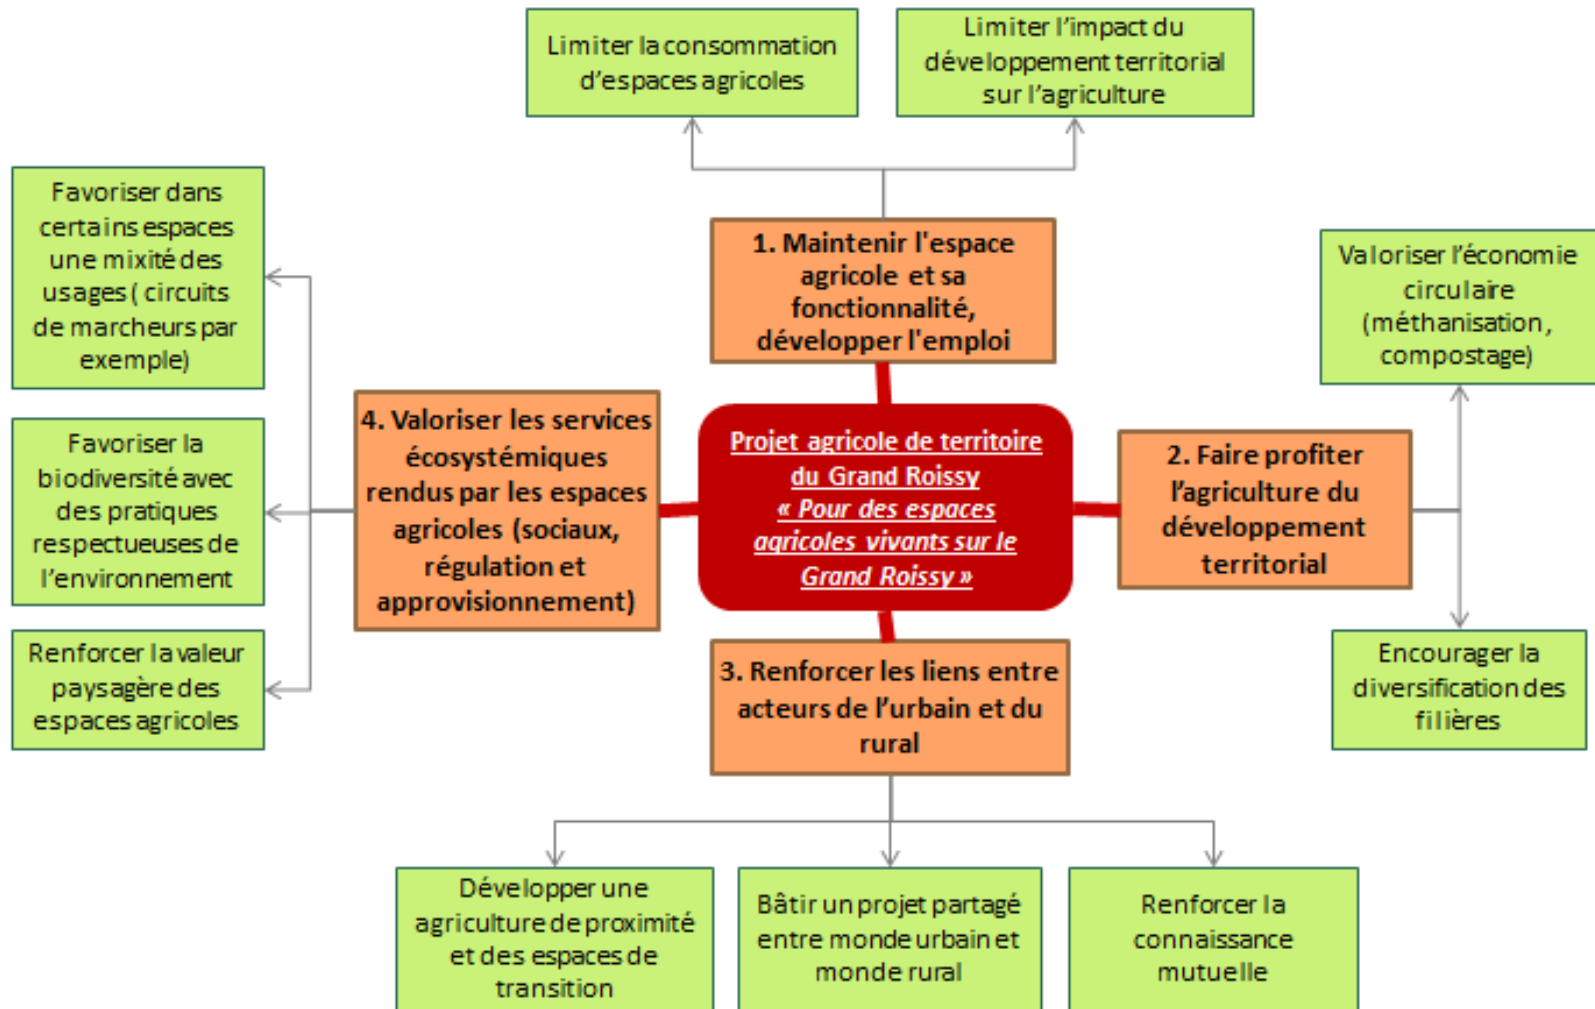 Limiter la consommation
d'espaces agricoles
Limiter l'impact du
développement territorial
sur l'agriculture
1. Maintenir l'espace
agricole et sa
fonctionnalité,
développer l'emploi
Favoriser dans
certains espaces
une mixité des
usages ( circuits
de marcheurs par
exemple)
Favoriser la
biodiversité avec
des pratiques
respectueuses de
l'environnement
Renforcer la valeur
paysagère des
espaces agricoles
4. Valoriser les services
écosystémiques
rendus par les espaces
agricoles (sociaux,
régulation et
approvisionnement)
Projet agricole de territoire
du Grand Roissy
« Pour des espaces
agricoles vivants sur le
Grand Roissy »
2. Faire profiter
l'agriculture du
développement
territorial
Valoriser l'économie
circulaire
(méthanisation,
compostage)
Encourager la
diversification des
filières
3. Renforcer les liens entre
acteurs de l'urbain et du
rural
Développer une
agriculture de proximité
et des espaces de
transition
Bâtir un projet partagé
entre monde urbain et
monde rural
Renforcer la
connaissance
mutuelle